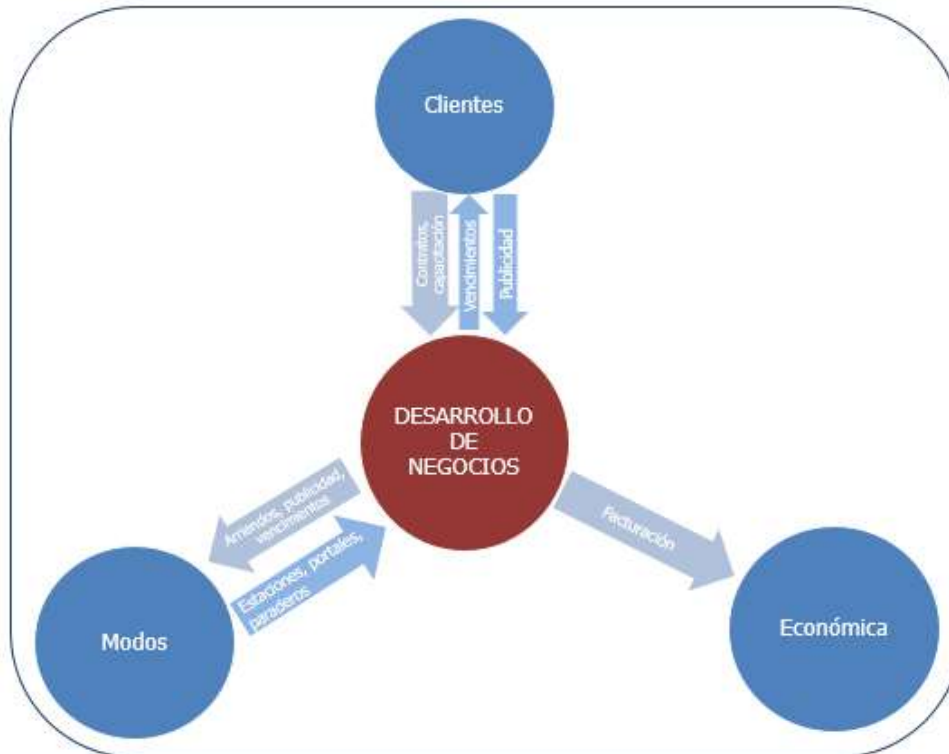 Clientes
Contratos,
capacitación
Vencimientos
Publicidad
DESARROLLO
DE
NEGOCIOS
Arriendos, publicidad,
vencimientos
Estaciones, portales,
paraderos
Facturación
Modos
Económica